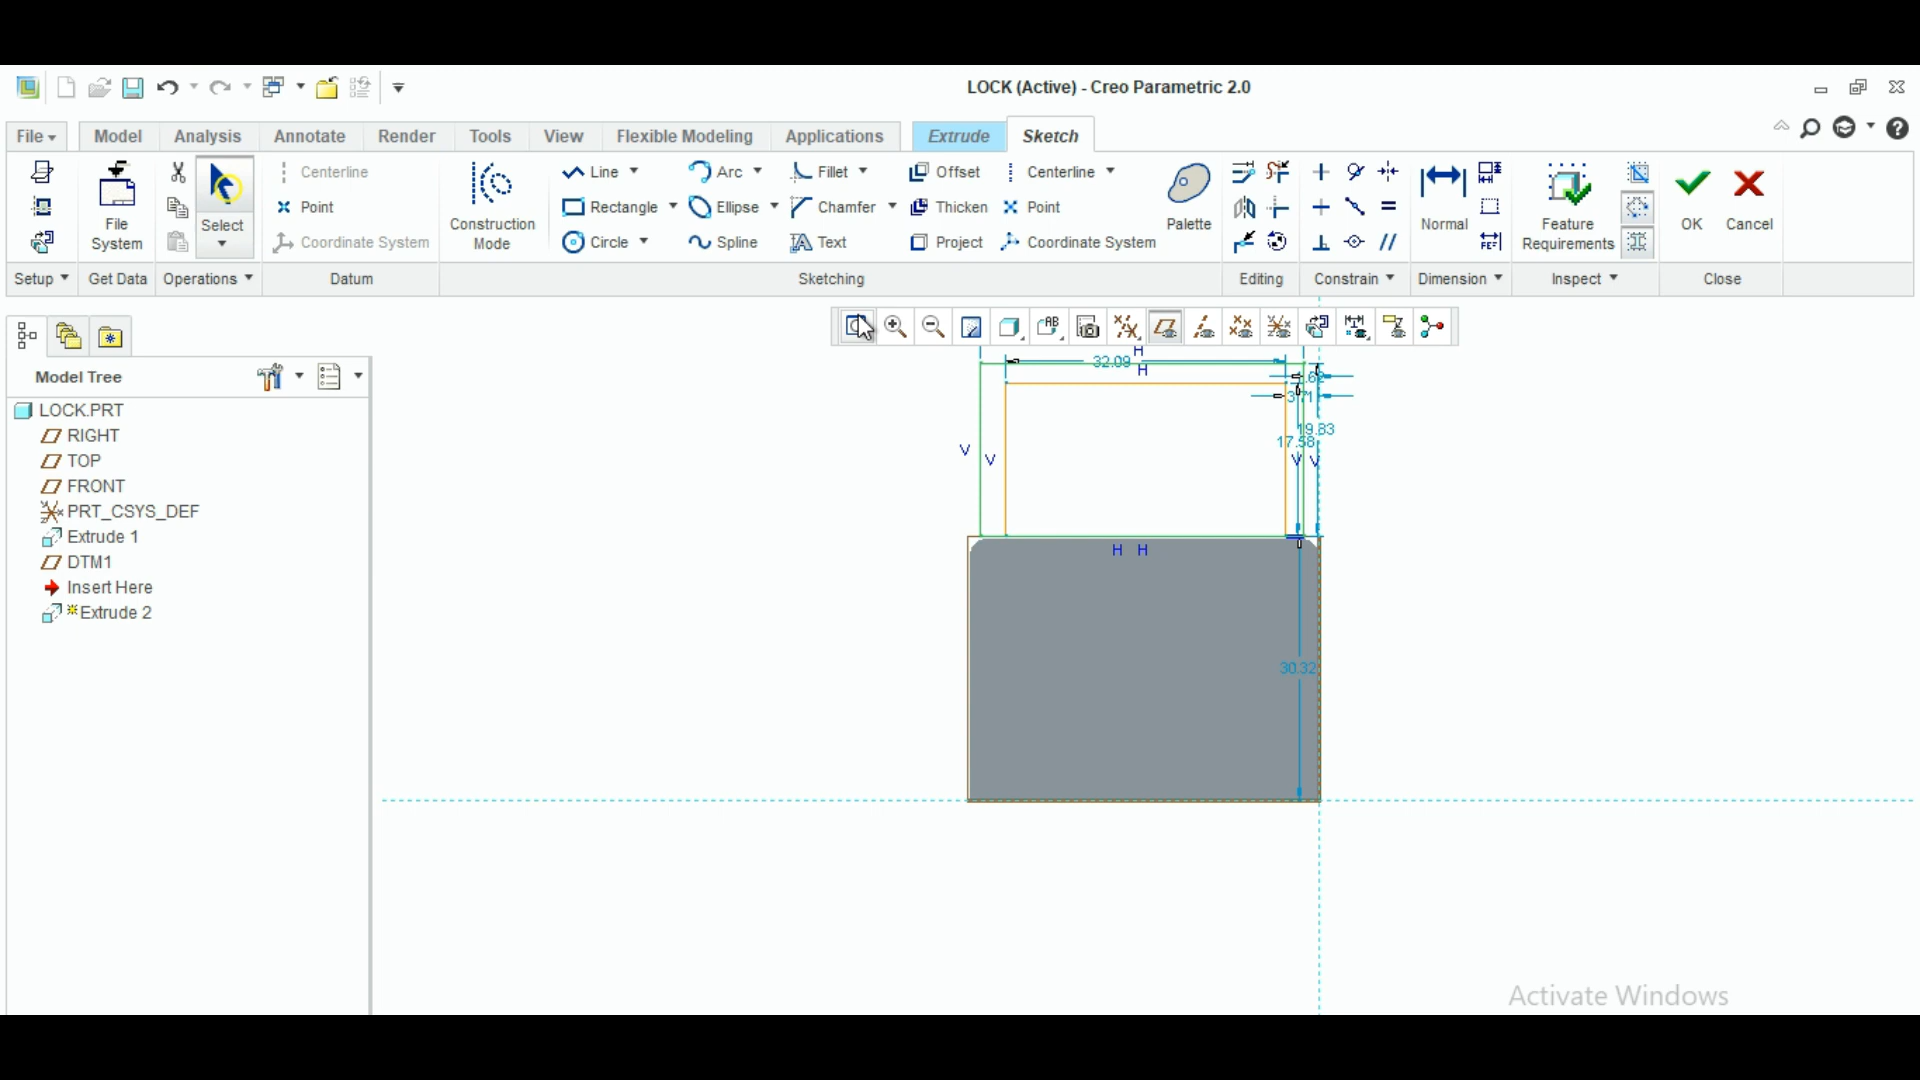 LOCK (Active) - Creo Parametric 2.0
File Model Analysis Annotate Render Tools View Flexible Modeling Applications Extrude Sketch
Centerline Line Arc Fillet Offset Centerline
Point Rectangle Ellipse Chamfer Thicken Point
Coordinate System Circle Spline Text Project Coordinate System
File System Select Construction Mode Palette Normal Feature Requirements OK Cancel
Setup Get Data Operations Datum Sketching Editing Constrain Dimension Inspect Close
Model Tree
LOCK.PRT
RIGHT
TOP
FRONT
PRT_CSYS_DEF
Extrude 1
DTM1
Insert Here
Extrude 2
H
32.09
H
3.71
19.83
17.58
V V V V
H H
30.32
Activate Windows